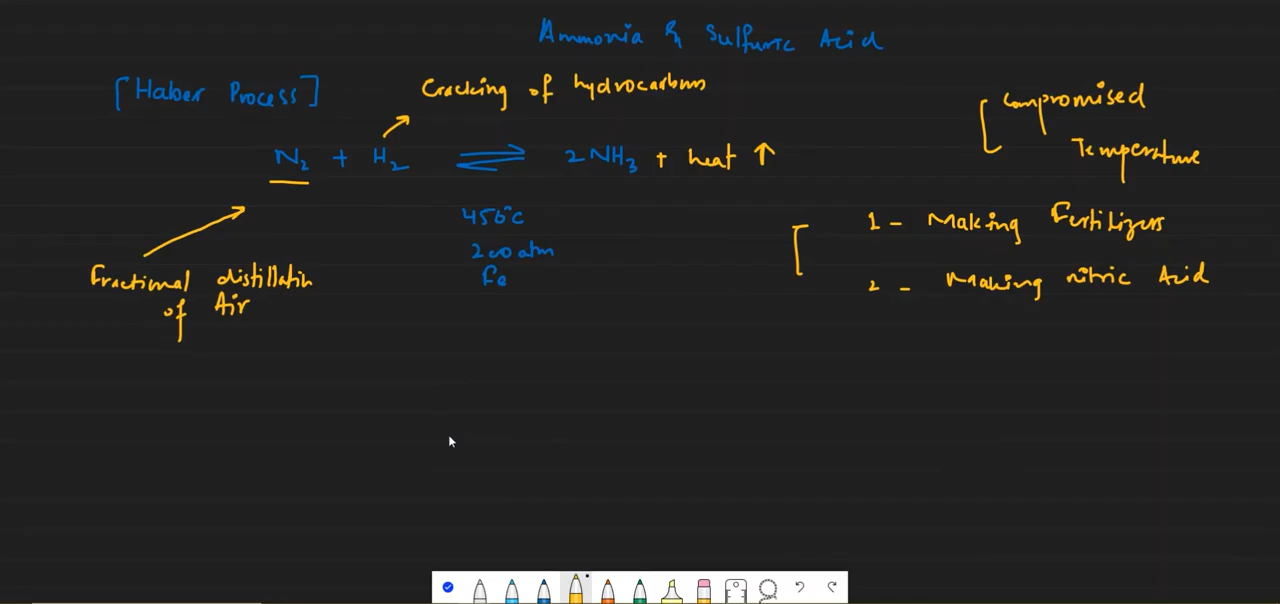 Ammonia & Sulfuric Acid
[Haber Process]
Cracking of hydrocarbons
N₂ + H₂ ⇌ 2NH₃ + heat ↑
450°C
200 atm
Fe
Fractional distillation
of Air
Compromised
Temperature
1 - Making Fertilizers
2 - Making nitric Acid